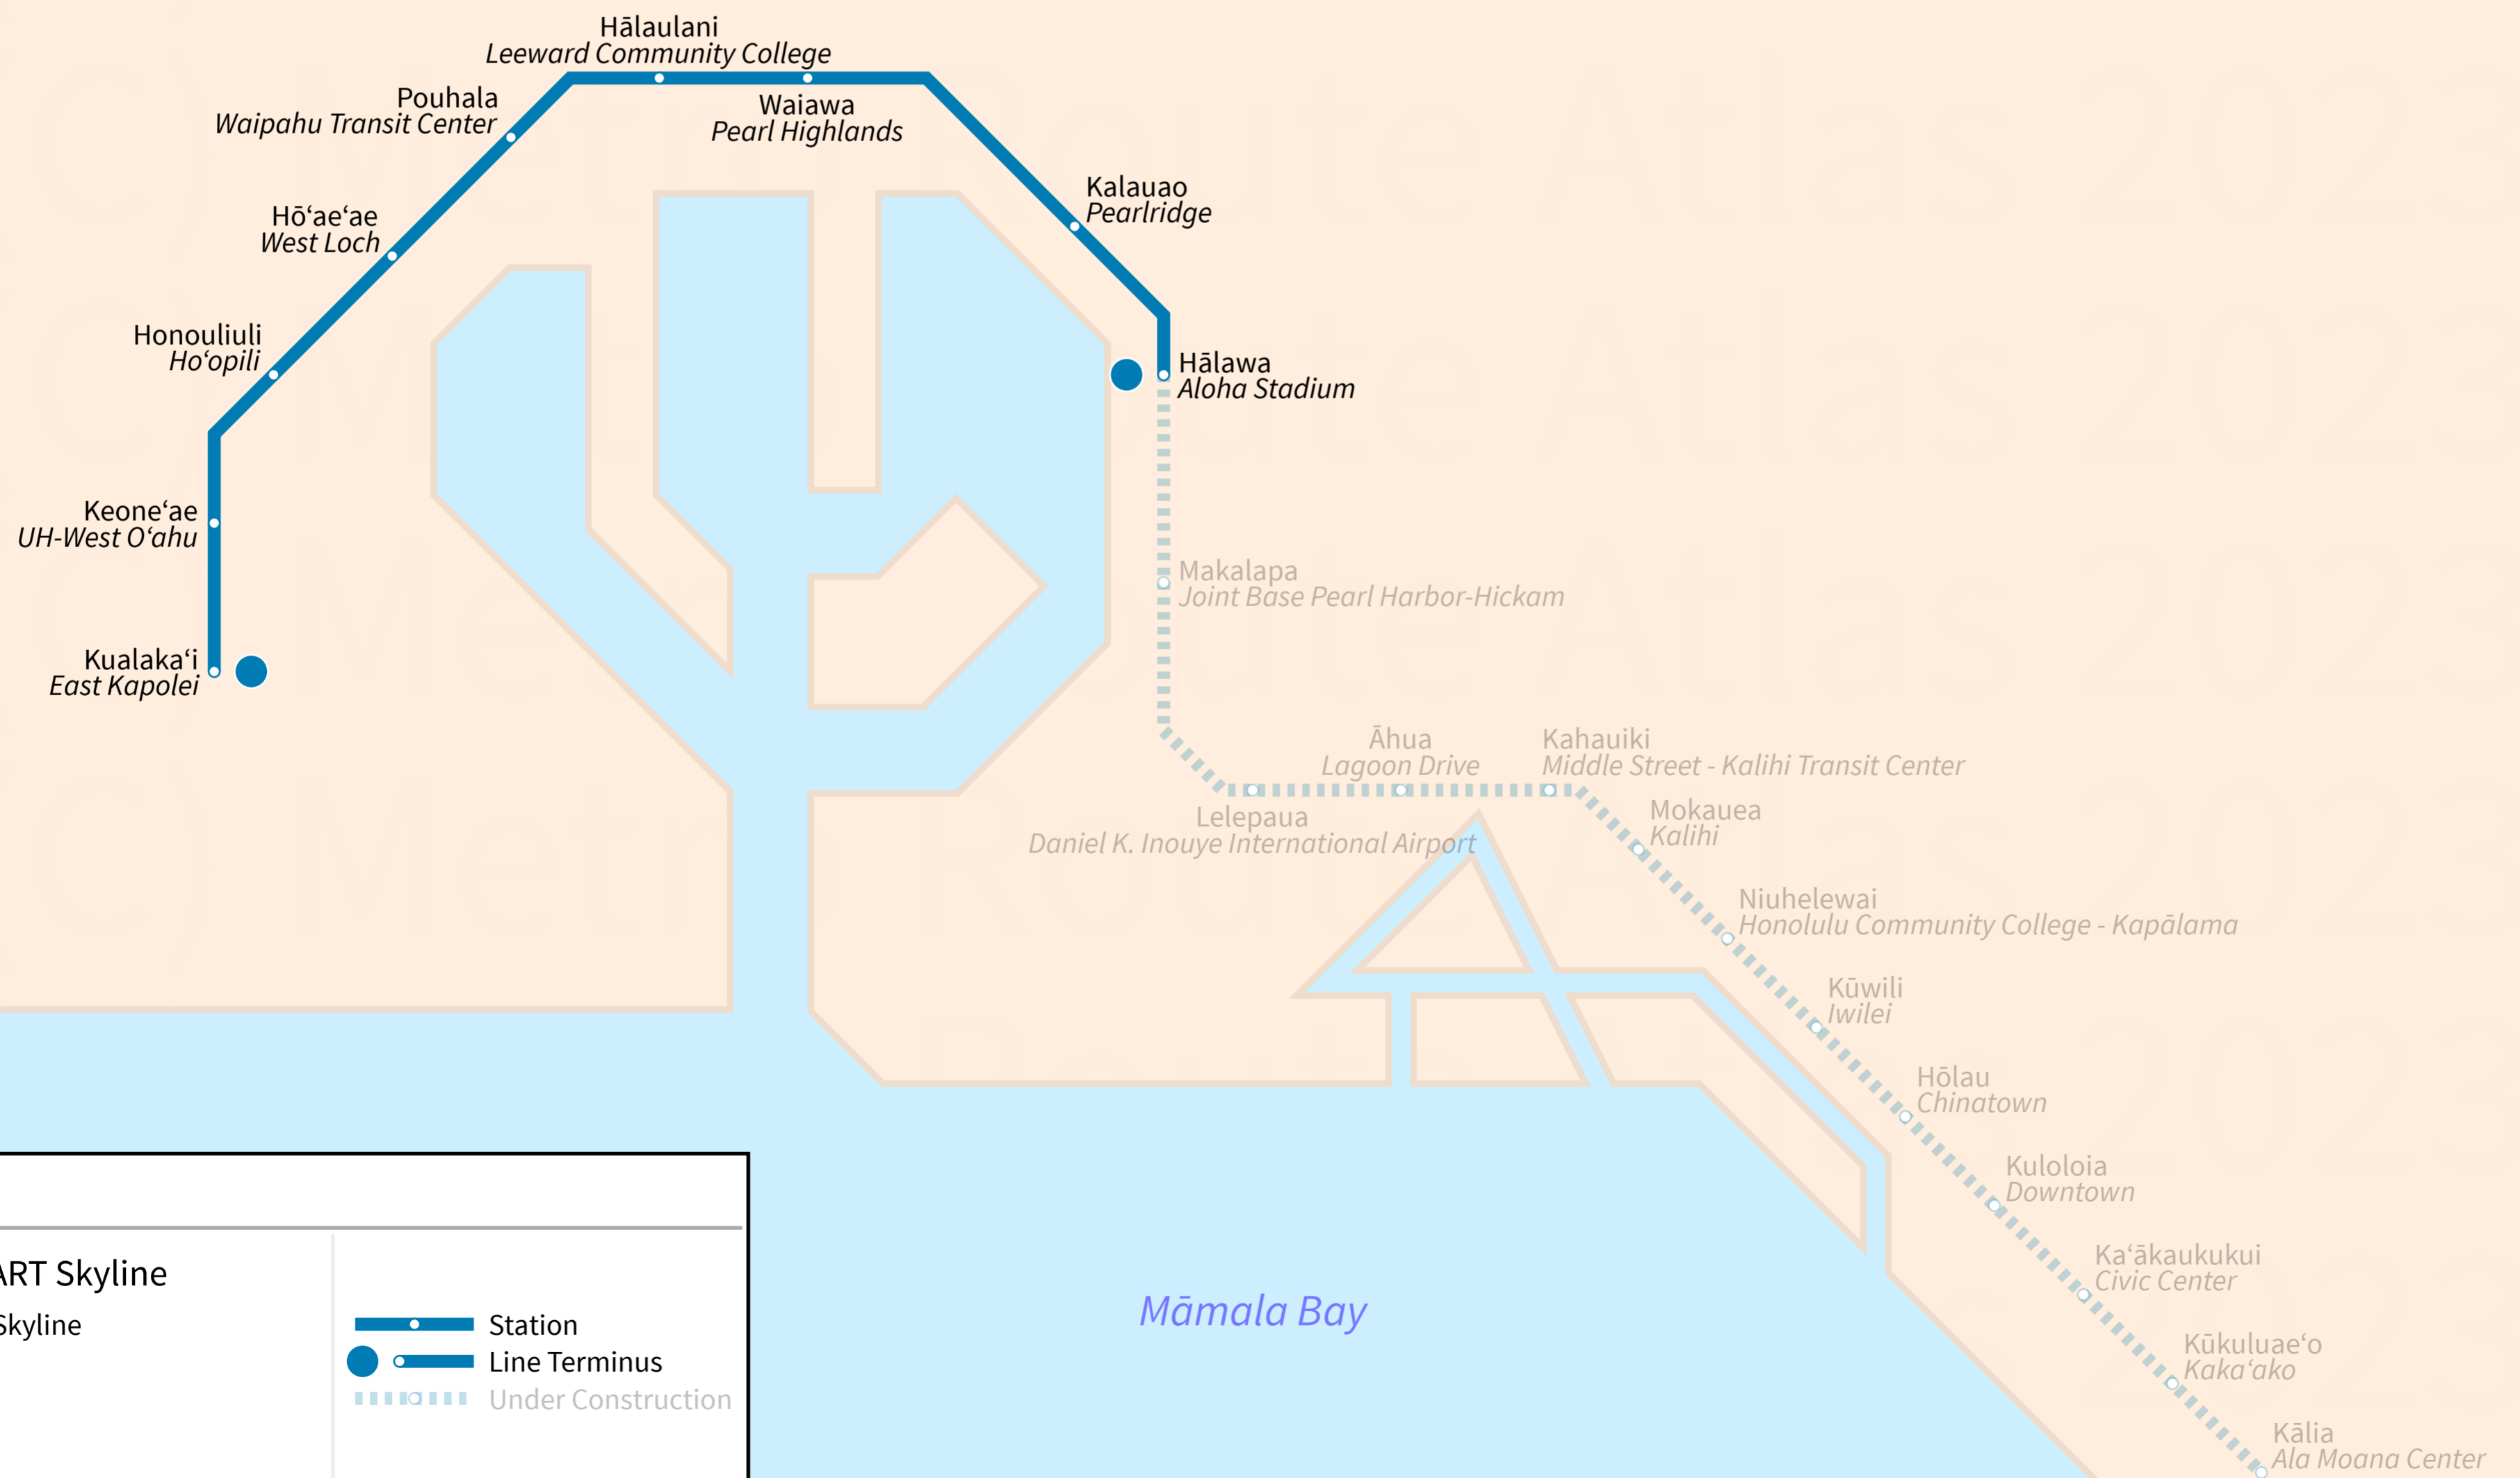 Hālaulani
Leeward Community College
Pouhala
Waipahu Transit Center
Waiawa
Pearl Highlands
Kalauao
Pearlridge
Hōʻaeʻae
West Loch
Honouliuli
Hoʻopili
Hālawa
Aloha Stadium
Keoneʻae
UH-West Oʻahu
Makalapa
Joint Base Pearl Harbor-Hickam
Kualakaʻi
East Kapolei
Āhua
Lagoon Drive
Kahauiki
Middle Street - Kalihi Transit Center
Lelepaua
Daniel K. Inouye International Airport
Mokauea
Kalihi
Niuhelewai
Honolulu Community College - Kapālama
Kūwili
Iwilei
Hōlau
Chinatown
Kuloloia
Downtown
Kaʻākaukukui
Civic Center
Kūkuluaeʻo
Kakaʻako
Kālia
Ala Moana Center
Māmala Bay
ART Skyline
Skyline
Station
Line Terminus
Under Construction